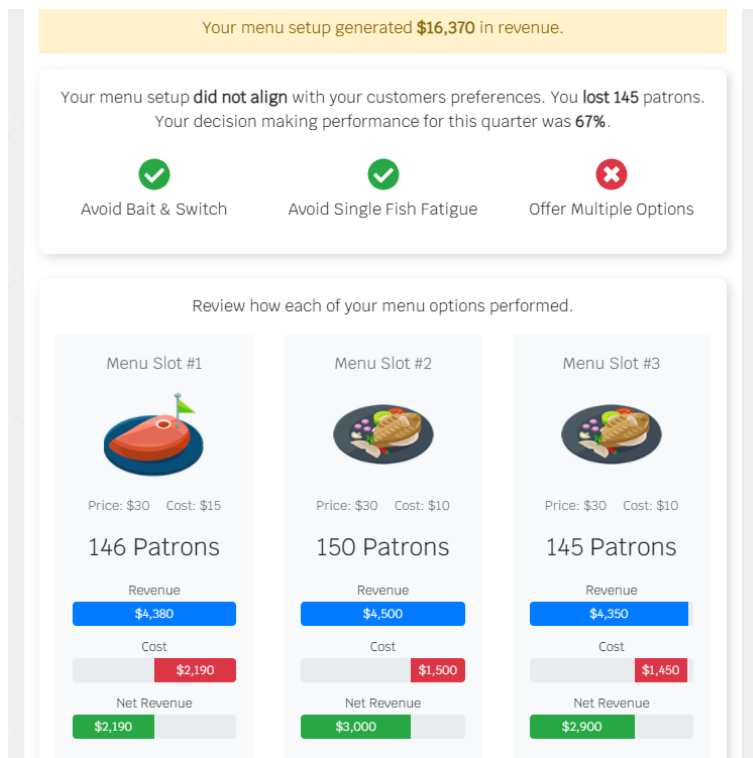 Your menu setup generated $16,370 in revenue.
Your menu setup did not align with your customers preferences. You lost 145 patrons.
Your decision making performance for this quarter was 67%.
Avoid Bait & Switch
Avoid Single Fish Fatigue
Offer Multiple Options
Review how each of your menu options performed.
Menu Slot #1
Price: $30 Cost: $15
146 Patrons
Revenue
$4,380
Cost
$2,190
Net Revenue
$2,190
Menu Slot #2
Price: $30 Cost: $10
150 Patrons
Revenue
$4,500
Cost
$1,500
Net Revenue
$3,000
Menu Slot #3
Price: $30 Cost: $10
145 Patrons
Revenue
$4,350
Cost
$1,450
Net Revenue
$2,900